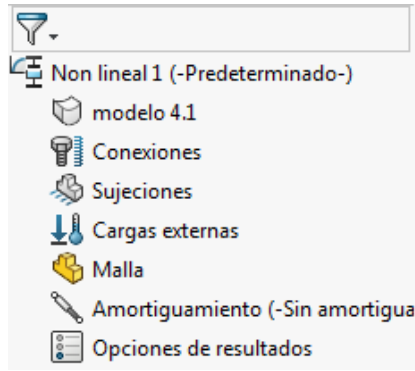 Non lineal 1 (-Predeterminado-)
modelo 4.1
Conexiones
Sujeciones
Cargas externas
Malla
Amortiguamiento (-Sin amortigua
Opciones de resultados